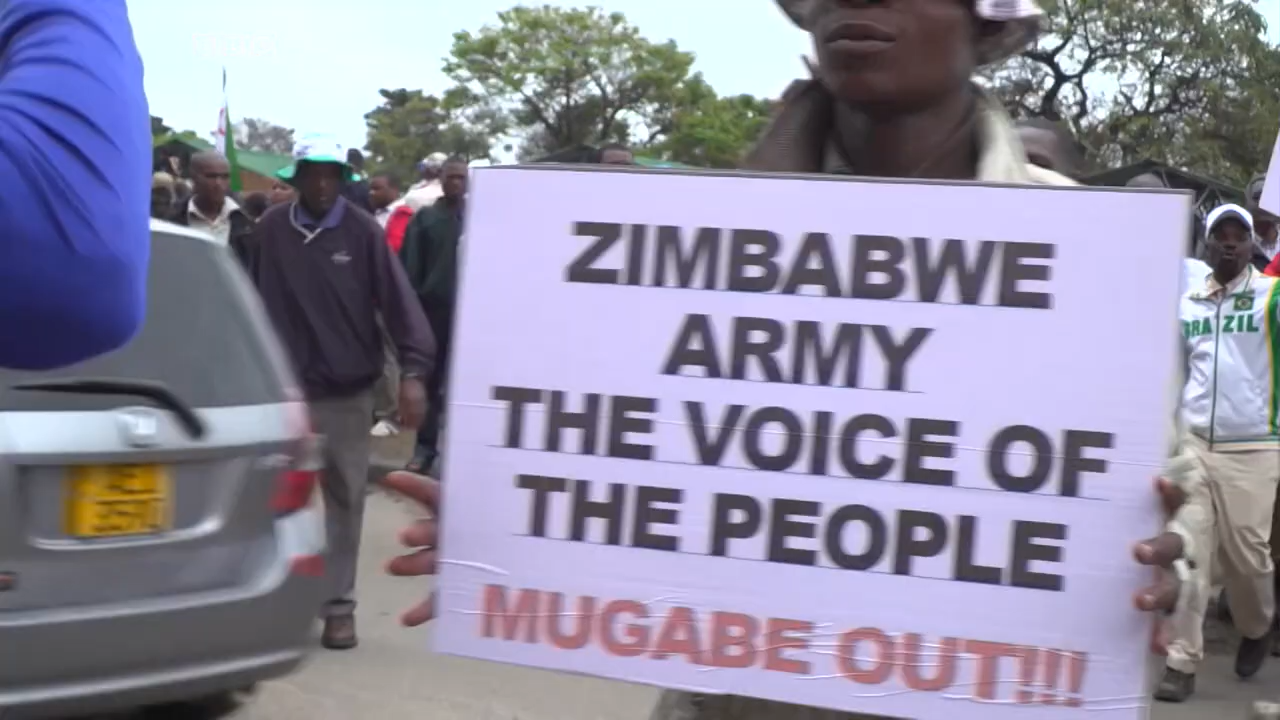 ZIMBABWE
ARMY
THE VOICE OF
THE PEOPLE
MUGABE OUT!!!
BRAZIL